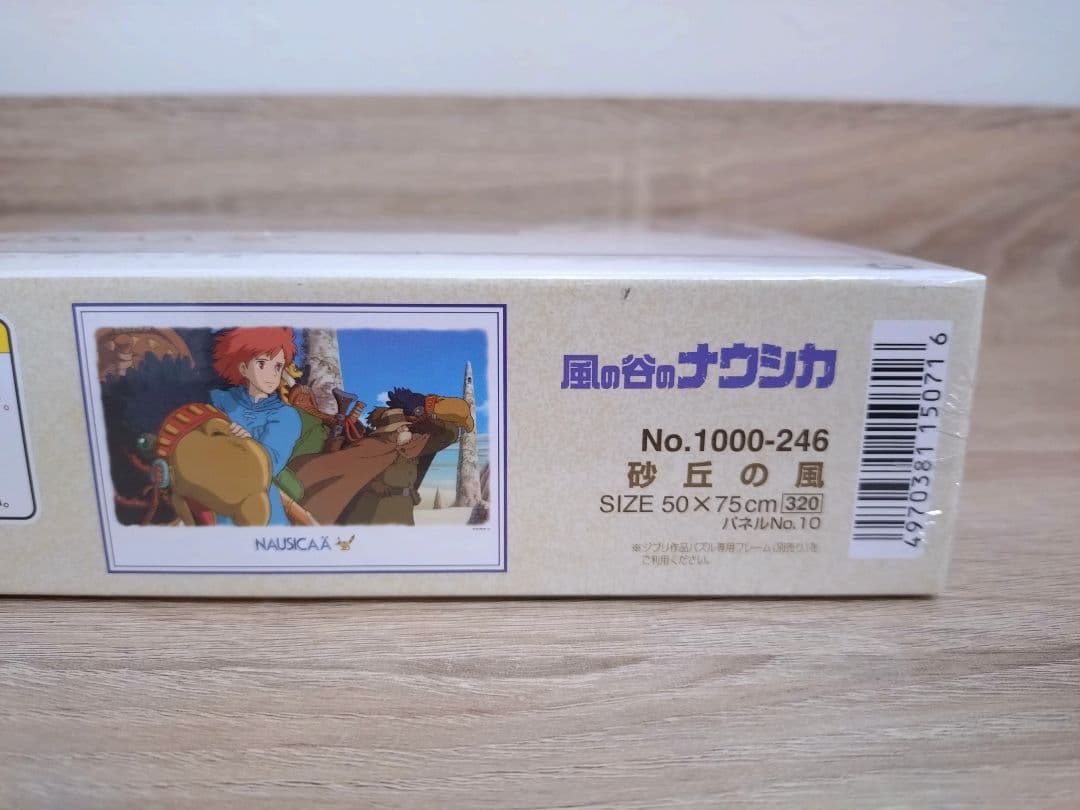 風の谷のナウシカ
No.1000-246
砂丘の風
SIZE 50×75cm 320
パネルNo.10
※ジブリ作品パズル専用フレーム(別売り)を
ご利用ください。
NAUSICAÄ
4970381150716